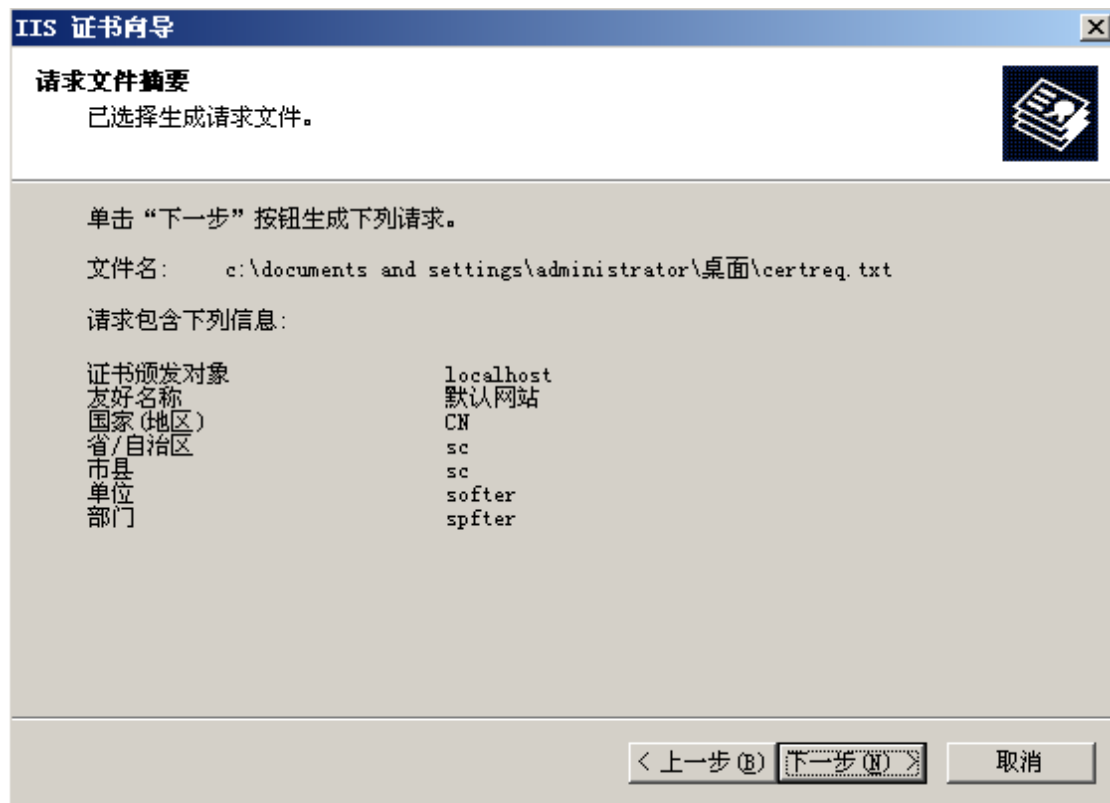 IIS 证书向导
请求文件摘要
已选择生成请求文件。
单击“下一步”按钮生成下列请求。
文件名: c:\documents and settings\administrator\桌面\certreq.txt
请求包含下列信息:
证书颁发对象 localhost
友好名称 默认网站
国家(地区) CN
省/自治区 sc
市县 sc
单位 softer
部门 spfter
< 上一步(B) 下一步(N) > 取消